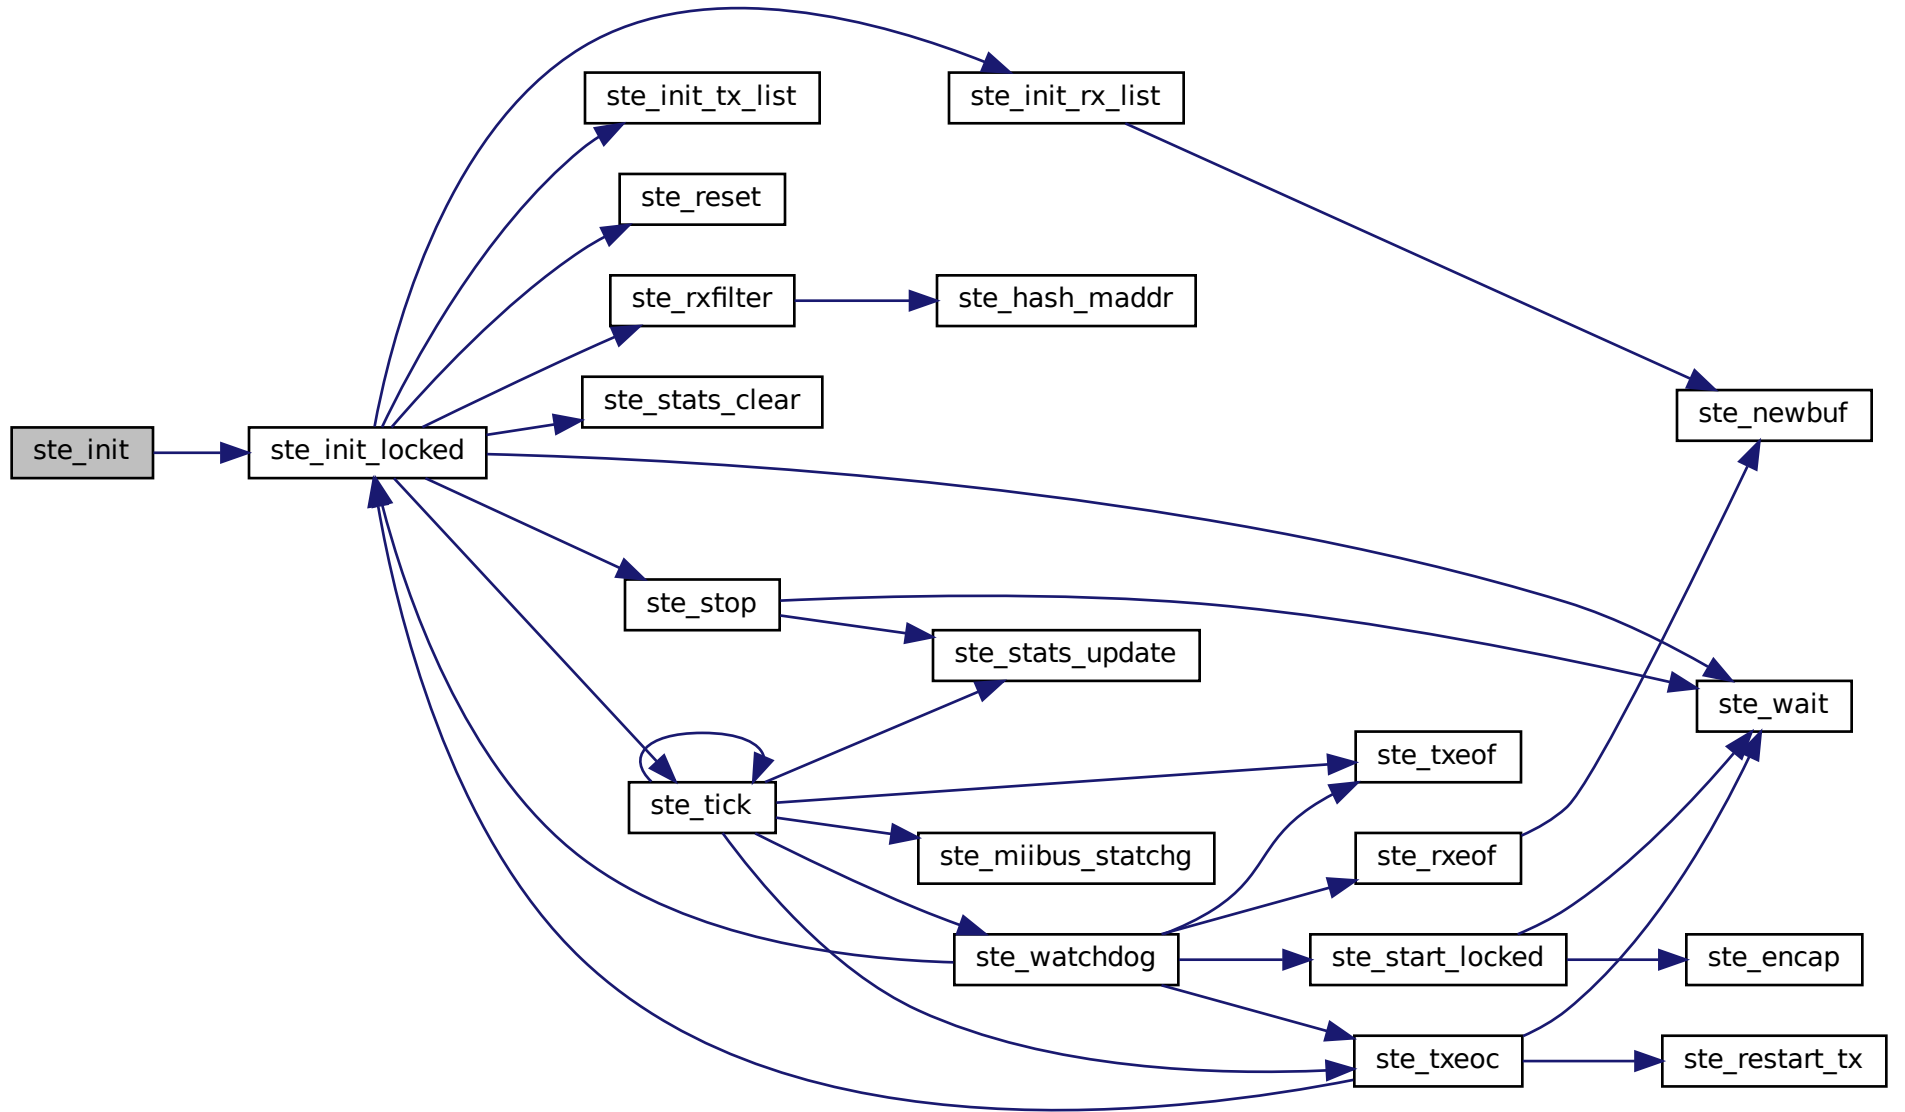 ste_init_tx_list
ste_init_rx_list
ste_reset
ste_rxfilter
ste_hash_maddr
ste_stats_clear
ste_newbuf
ste_init
ste_init_locked
ste_stop
ste_stats_update
ste_wait
ste_txeof
ste_tick
ste_miibus_statchg
ste_rxeof
ste_watchdog
ste_start_locked
ste_encap
ste_txeoc
ste_restart_tx